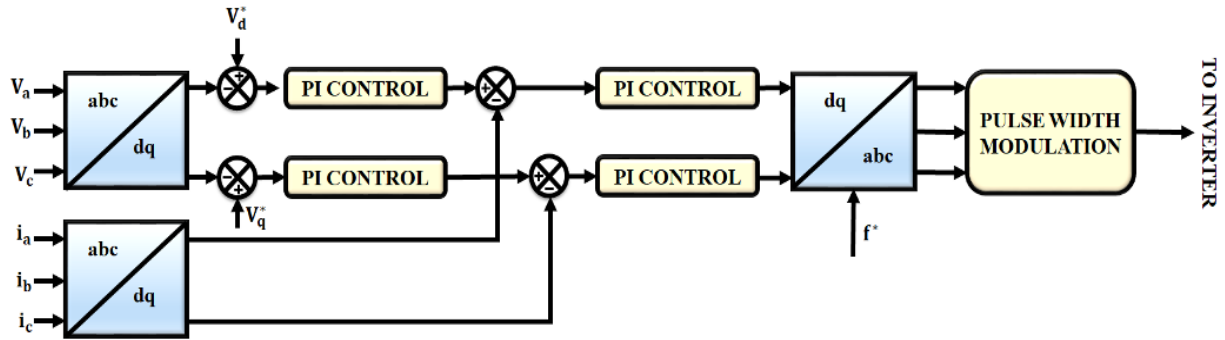 V*d
Va
Vb
Vc
abc
dq
PI CONTROL
PI CONTROL
V*q
PI CONTROL
PI CONTROL
dq
abc
f*
PULSE WIDTH
MODULATION
TO INVERTER
ia
ib
ic
abc
dq